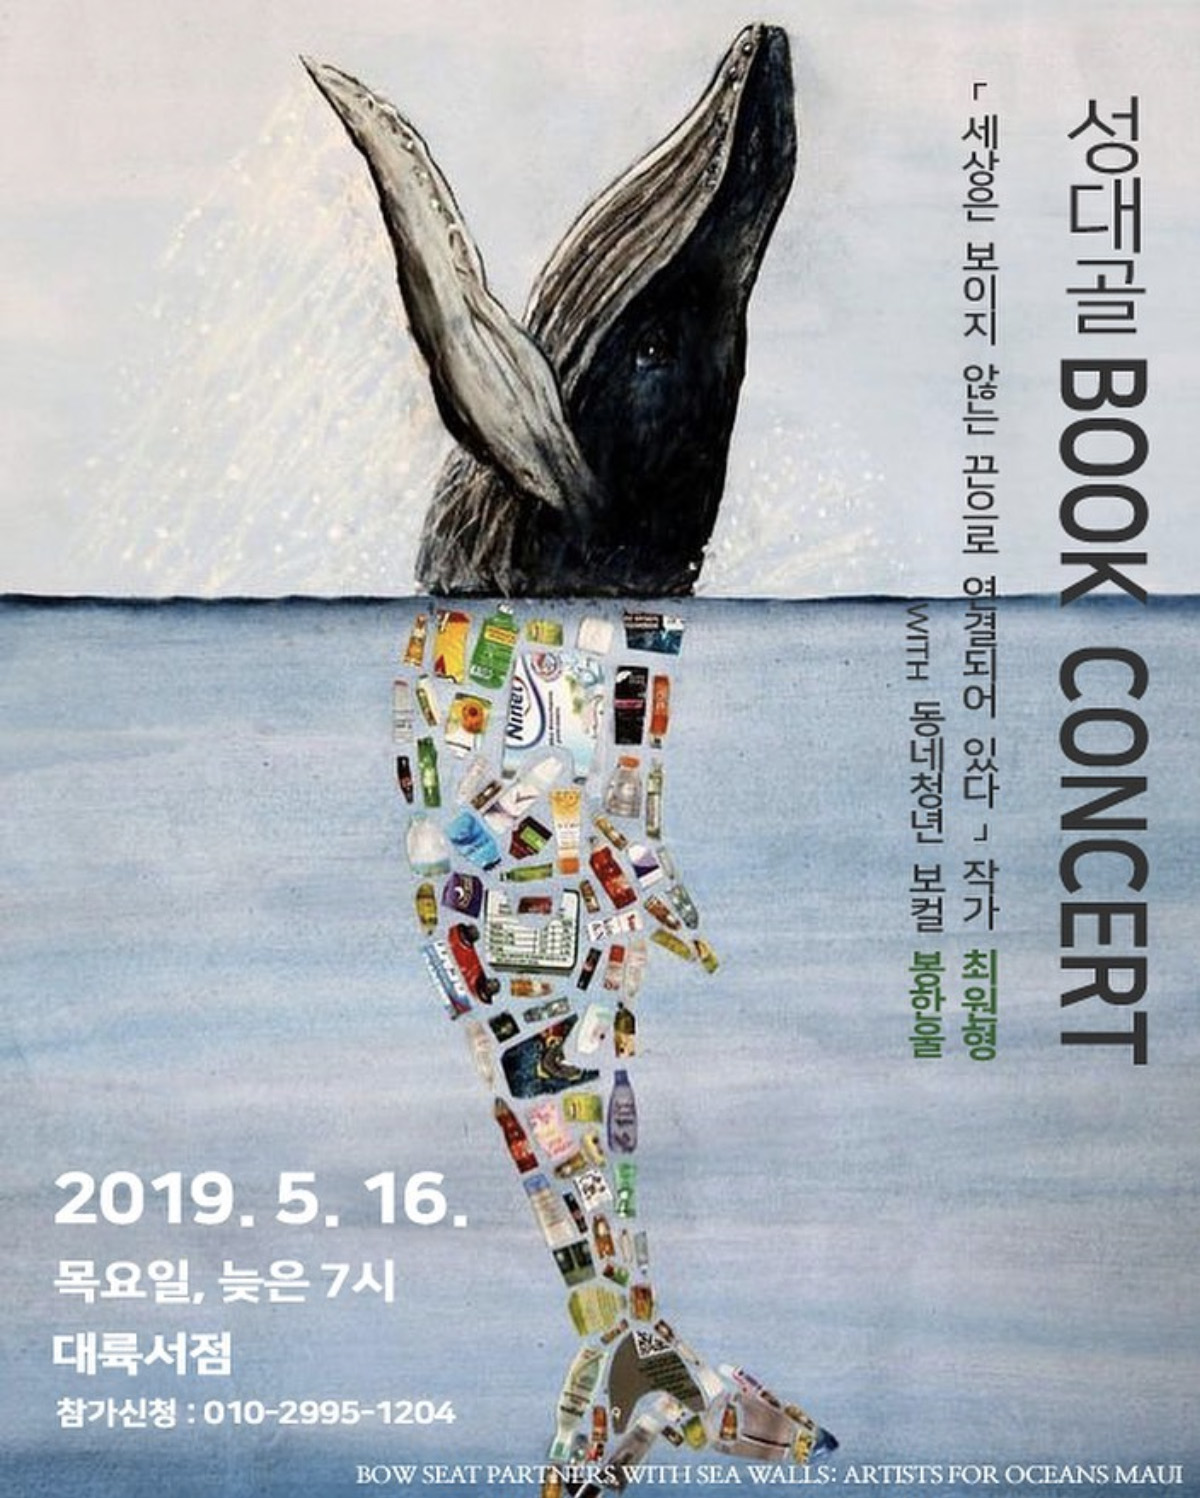 성대골 BOOK CONCERT
「세상은 보이지 않는 끈으로 연결되어 있다」 작가 최원형
with 동네청년 보컬 봉한울
Ninet
2019. 5. 16.
목요일, 늦은 7시
대륙서점
참가신청 : 010-2995-1204
BOW SEAT PARTNERS WITH SEA WALLS: ARTISTS FOR OCEANS MAUI